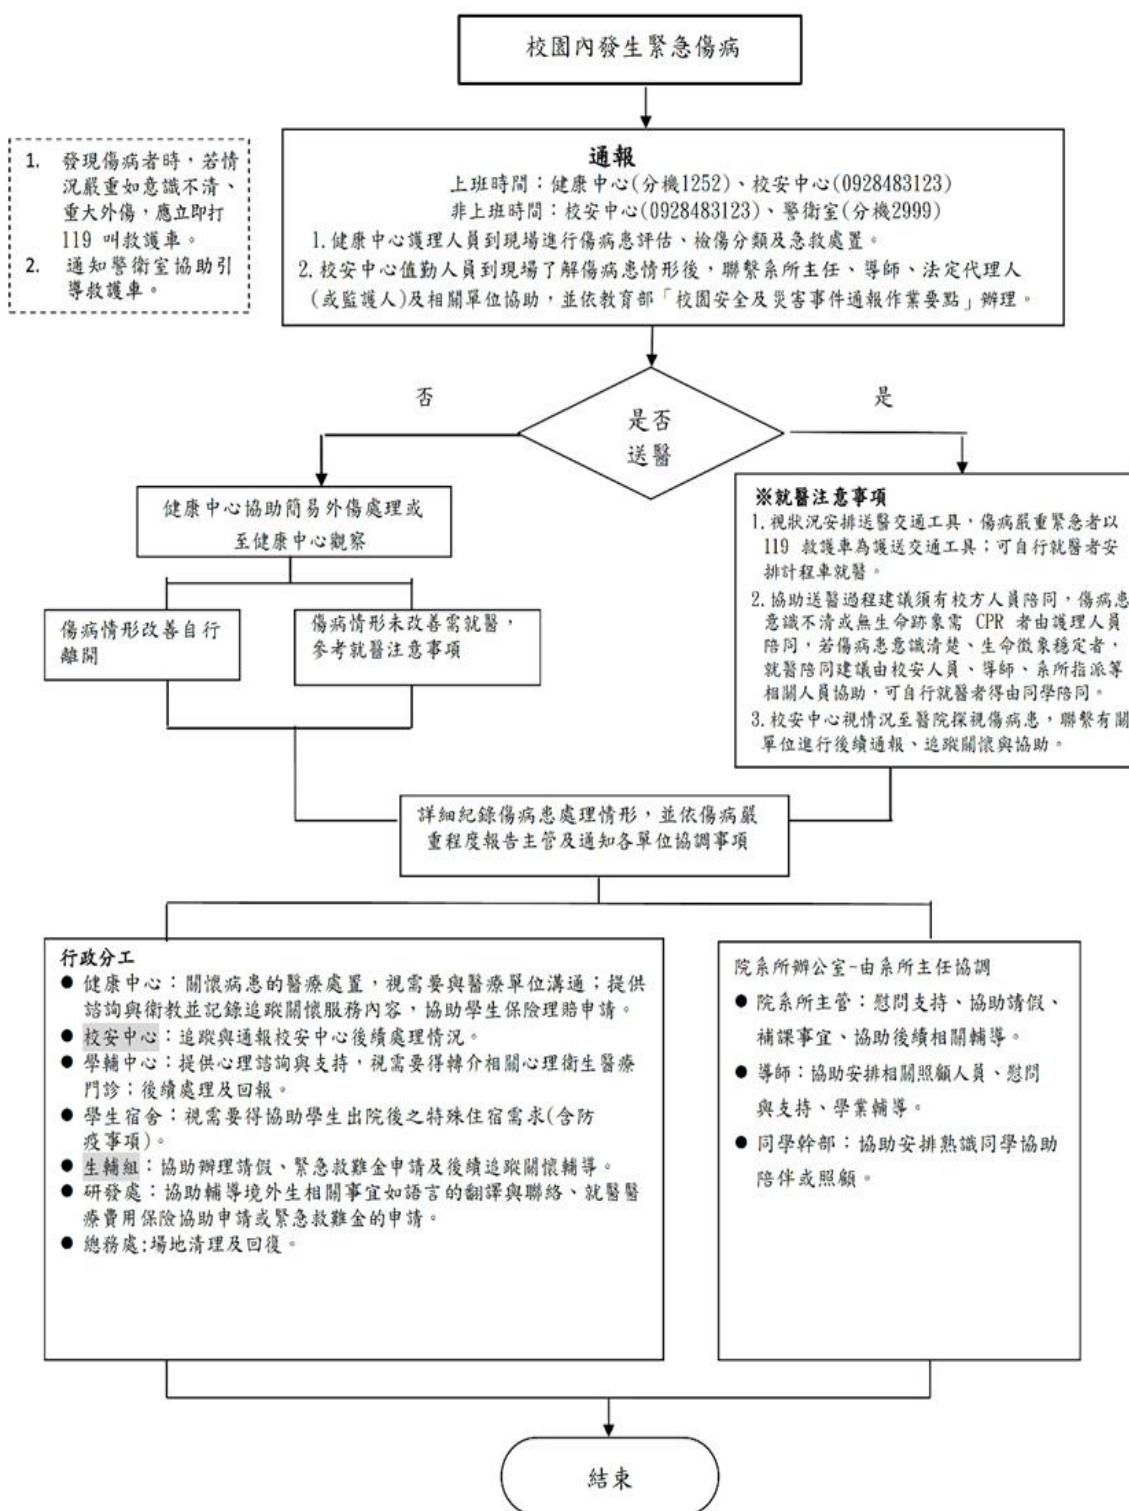 校園內發生緊急傷病
1. 發現傷病者時，若情
況嚴重如意識不清、
重大外傷，應立即打
119 叫救護車。
2. 通知警衛室協助引
導救護車。
通報
上班時間：健康中心(分機1252)、校安中心(0928483123)
非上班時間：校安中心(0928483123)、警衛室(分機2999)
1.健康中心護理人員到現場進行傷病患評估、檢傷分類及急救處置。
2.校安中心值勤人員到現場了解傷病患情形後，聯繫系所主任、導師、法定代理人
(或監護人)及相關單位協助，並依教育部「校園安全及災害事件通報作業要點」辦理。
否
是
是否
送醫
健康中心協助簡易外傷處理或
至健康中心觀察
傷病情形改善自行
離開
傷病情形未改善需就醫，
參考就醫注意事項
※就醫注意事項
1.視狀況安排送醫交通工具，傷病嚴重緊急者以
119 救護車為護送交通工具；可自行就醫者安
排計程車就醫。
2.協助送醫過程建議須有校方人員陪同，傷病患
意識不清或無生命跡象需 CPR 者由護理人員
陪同，若傷病患意識清楚、生命徵象穩定者，
就醫陪同建議由校安人員、導師、系所指派等
相關人員協助，可自行就醫者得由同學陪同。
3.校安中心視情況至醫院探視傷病患，聯繫有關
單位進行後續通報、追蹤關懷與協助。
詳細紀錄傷病患處理情形，並依傷病嚴
重程度報告主管及通知各單位協調事項
行政分工
● 健康中心：關懷病患的醫療處置，視需要與醫療單位溝通；提供
諮詢與衛教並記錄追蹤關懷服務內容，協助學生保險理賠申請。
● 校安中心：追蹤與通報校安中心後續處理情況。
● 學輔中心：提供心理諮詢與支持，視需要得轉介相關心理衛生醫療
門診；後續處理及回報。
● 學生宿舍：視需要得協助學生出院後之特殊住宿需求(含防
疫事項)。
● 生輔組：協助辦理請假、緊急救難金申請及後續追蹤關懷輔導。
● 研發處：協助輔導境外生相關事宜如語言的翻譯與聯絡、就醫醫
療費用保險協助申請或緊急救難金的申請。
● 總務處:場地清理及回復。
院系所辦公室-由系所主任協調
● 院系所主管：慰問支持、協助請假、
補課事宜、協助後續相關輔導。
● 導師：協助安排相關照顧人員、慰問
與支持、學業輔導。
● 同學幹部：協助安排熟識同學協助
陪伴或照顧。
結束